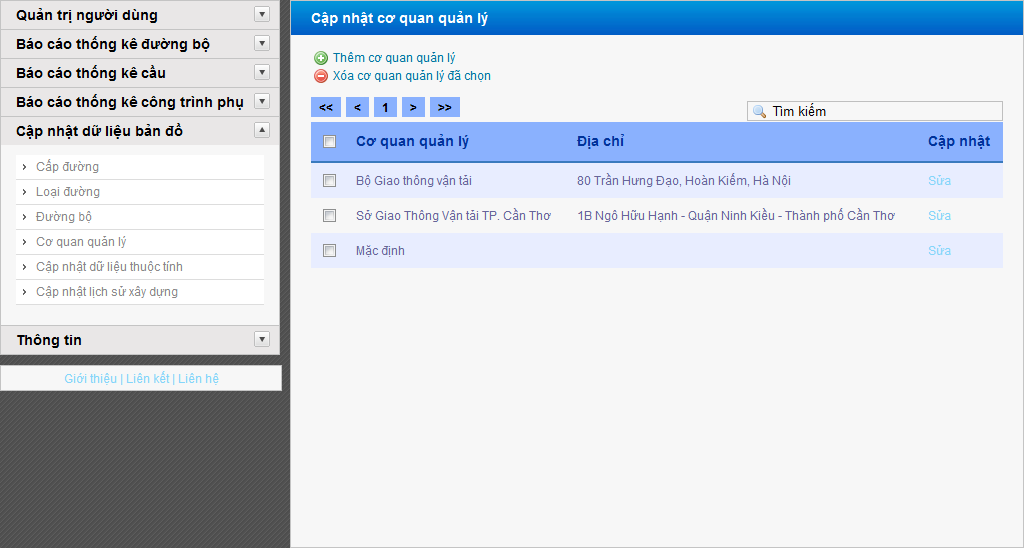 Quản trị người dùng
Báo cáo thống kê đường bộ
Báo cáo thống kê cầu
Báo cáo thống kê công trình phụ
Cập nhật dữ liệu bản đồ
Cấp đường
Loại đường
Đường bộ
Cơ quan quản lý
Cập nhật dữ liệu thuộc tính
Cập nhật lịch sử xây dựng
Thông tin
Giới thiệu | Liên kết | Liên hệ
Cập nhật cơ quan quản lý
Thêm cơ quan quản lý
Xóa cơ quan quản lý đã chọn
<< < 1 > >>
Tìm kiếm
Cơ quan quản lý Địa chỉ Cập nhật
Bộ Giao thông vận tải 80 Trần Hưng Đạo, Hoàn Kiếm, Hà Nội Sửa
Sở Giao Thông Vận tải TP. Cần Thơ 1B Ngô Hữu Hạnh - Quận Ninh Kiều - Thành phố Cần Thơ Sửa
Mặc định Sửa